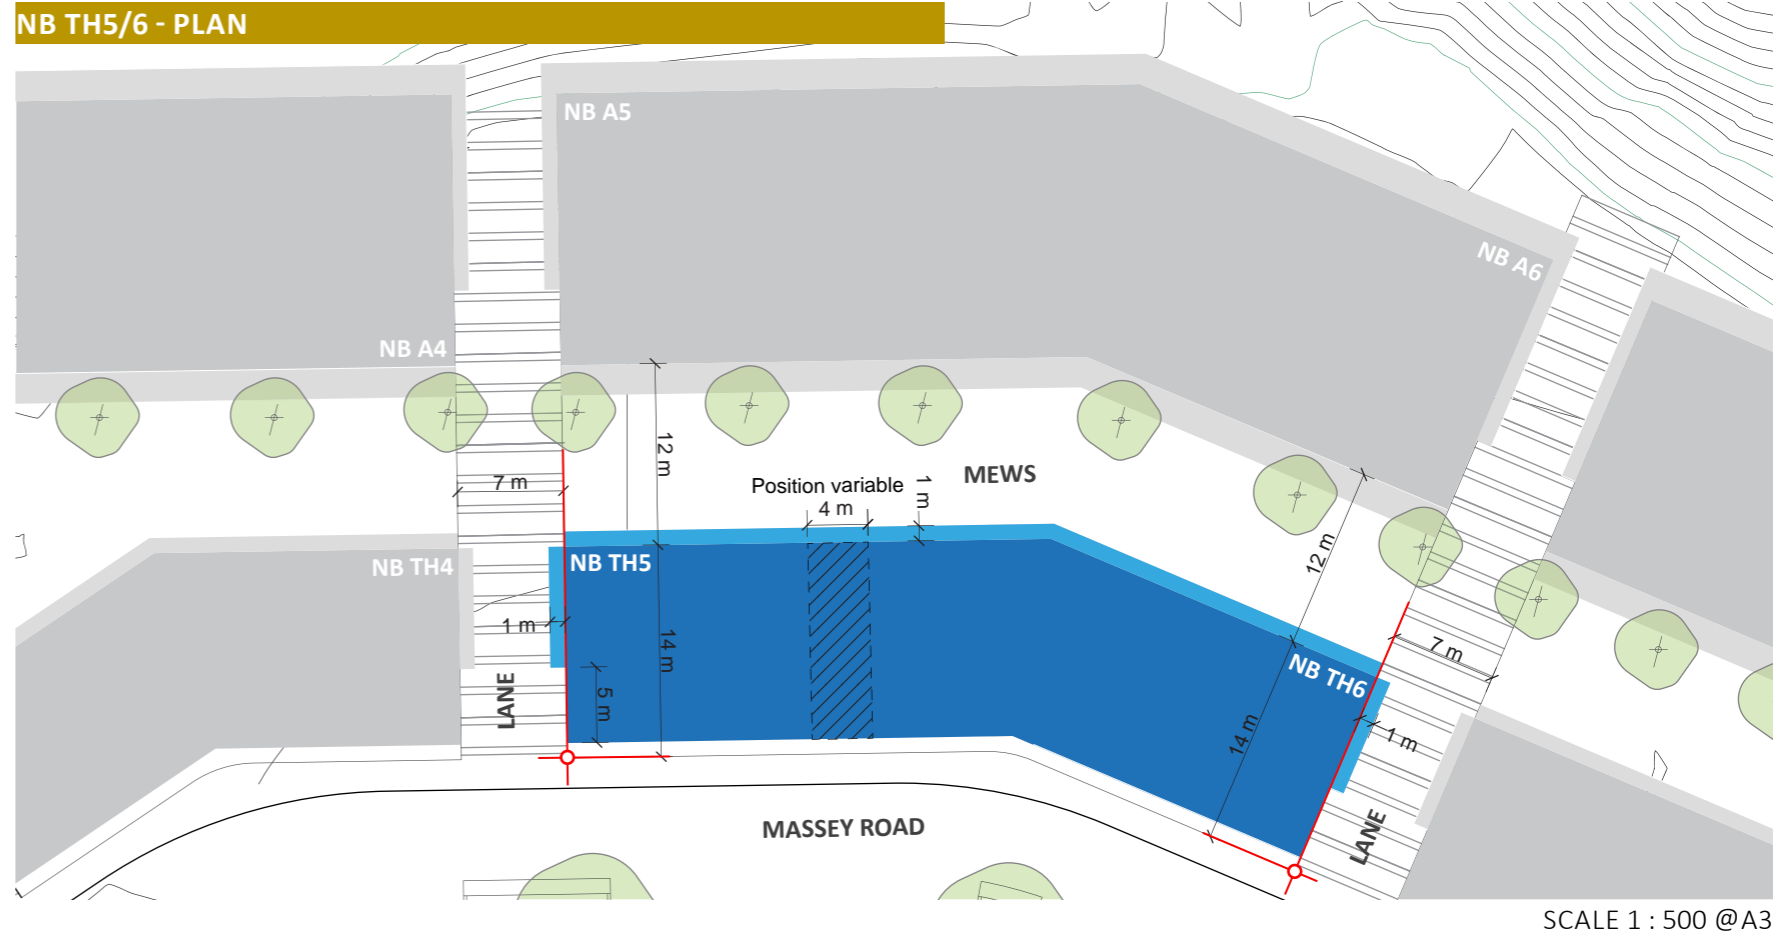 NB TH5/6 - PLAN
NB A5
NB A6
NB A4
12 m
7 m
MEWS
Position variable
1 m
4 m
12 m
NB TH4
NB TH5
1 m
14 m
7 m
NB TH6
5 m
LANE
14 m
1 m
MASSEY ROAD
LANE
SCALE 1 : 500 @A3